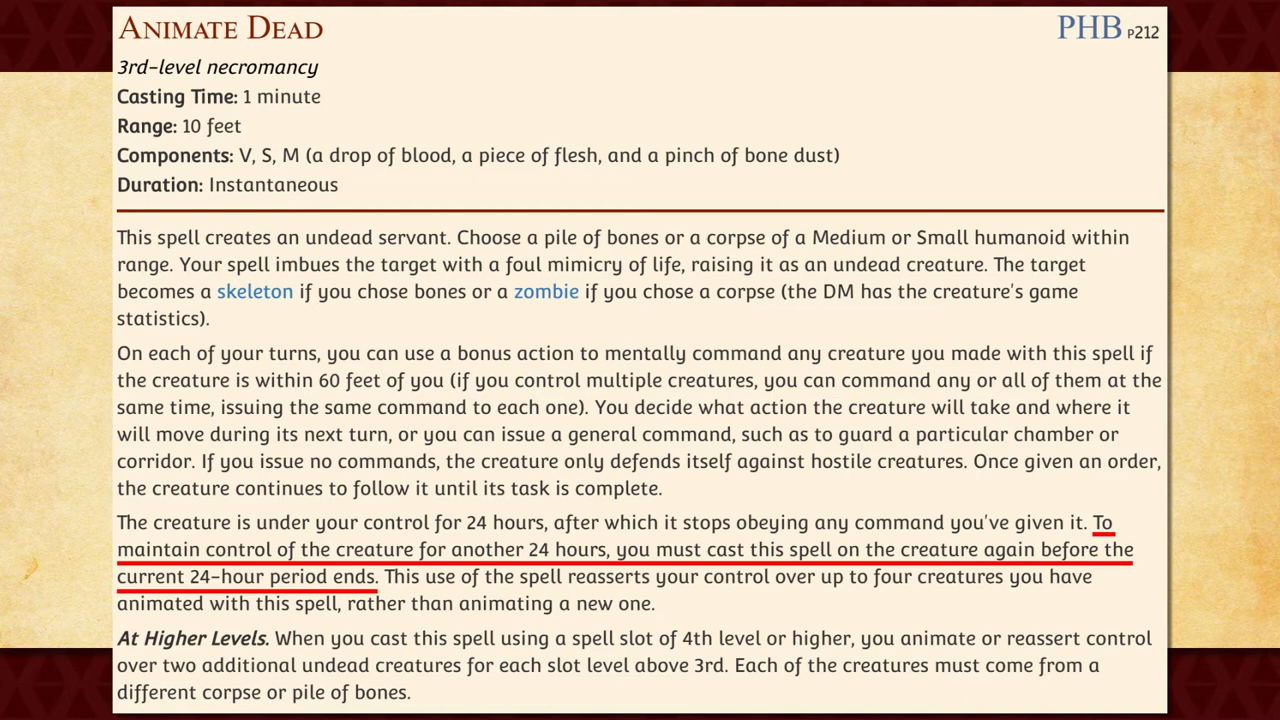 Animate Dead
PHB P212
3rd-level necromancy
Casting Time: 1 minute
Range: 10 feet
Components: V, S, M (a drop of blood, a piece of flesh, and a pinch of bone dust)
Duration: Instantaneous
This spell creates an undead servant. Choose a pile of bones or a corpse of a Medium or Small humanoid within
range. Your spell imbues the target with a foul mimicry of life, raising it as an undead creature. The target
becomes a skeleton if you chose bones or a zombie if you chose a corpse (the DM has the creature's game
statistics).
On each of your turns, you can use a bonus action to mentally command any creature you made with this spell if
the creature is within 60 feet of you (if you control multiple creatures, you can command any or all of them at the
same time, issuing the same command to each one). You decide what action the creature will take and where it
will move during its next turn, or you can issue a general command, such as to guard a particular chamber or
corridor. If you issue no commands, the creature only defends itself against hostile creatures. Once given an order,
the creature continues to follow it until its task is complete.
The creature is under your control for 24 hours, after which it stops obeying any command you've given it. To
maintain control of the creature for another 24 hours, you must cast this spell on the creature again before the
current 24-hour period ends. This use of the spell reasserts your control over up to four creatures you have
animated with this spell, rather than animating a new one.
At Higher Levels. When you cast this spell using a spell slot of 4th level or higher, you animate or reassert control
over two additional undead creatures for each slot level above 3rd. Each of the creatures must come from a
different corpse or pile of bones.